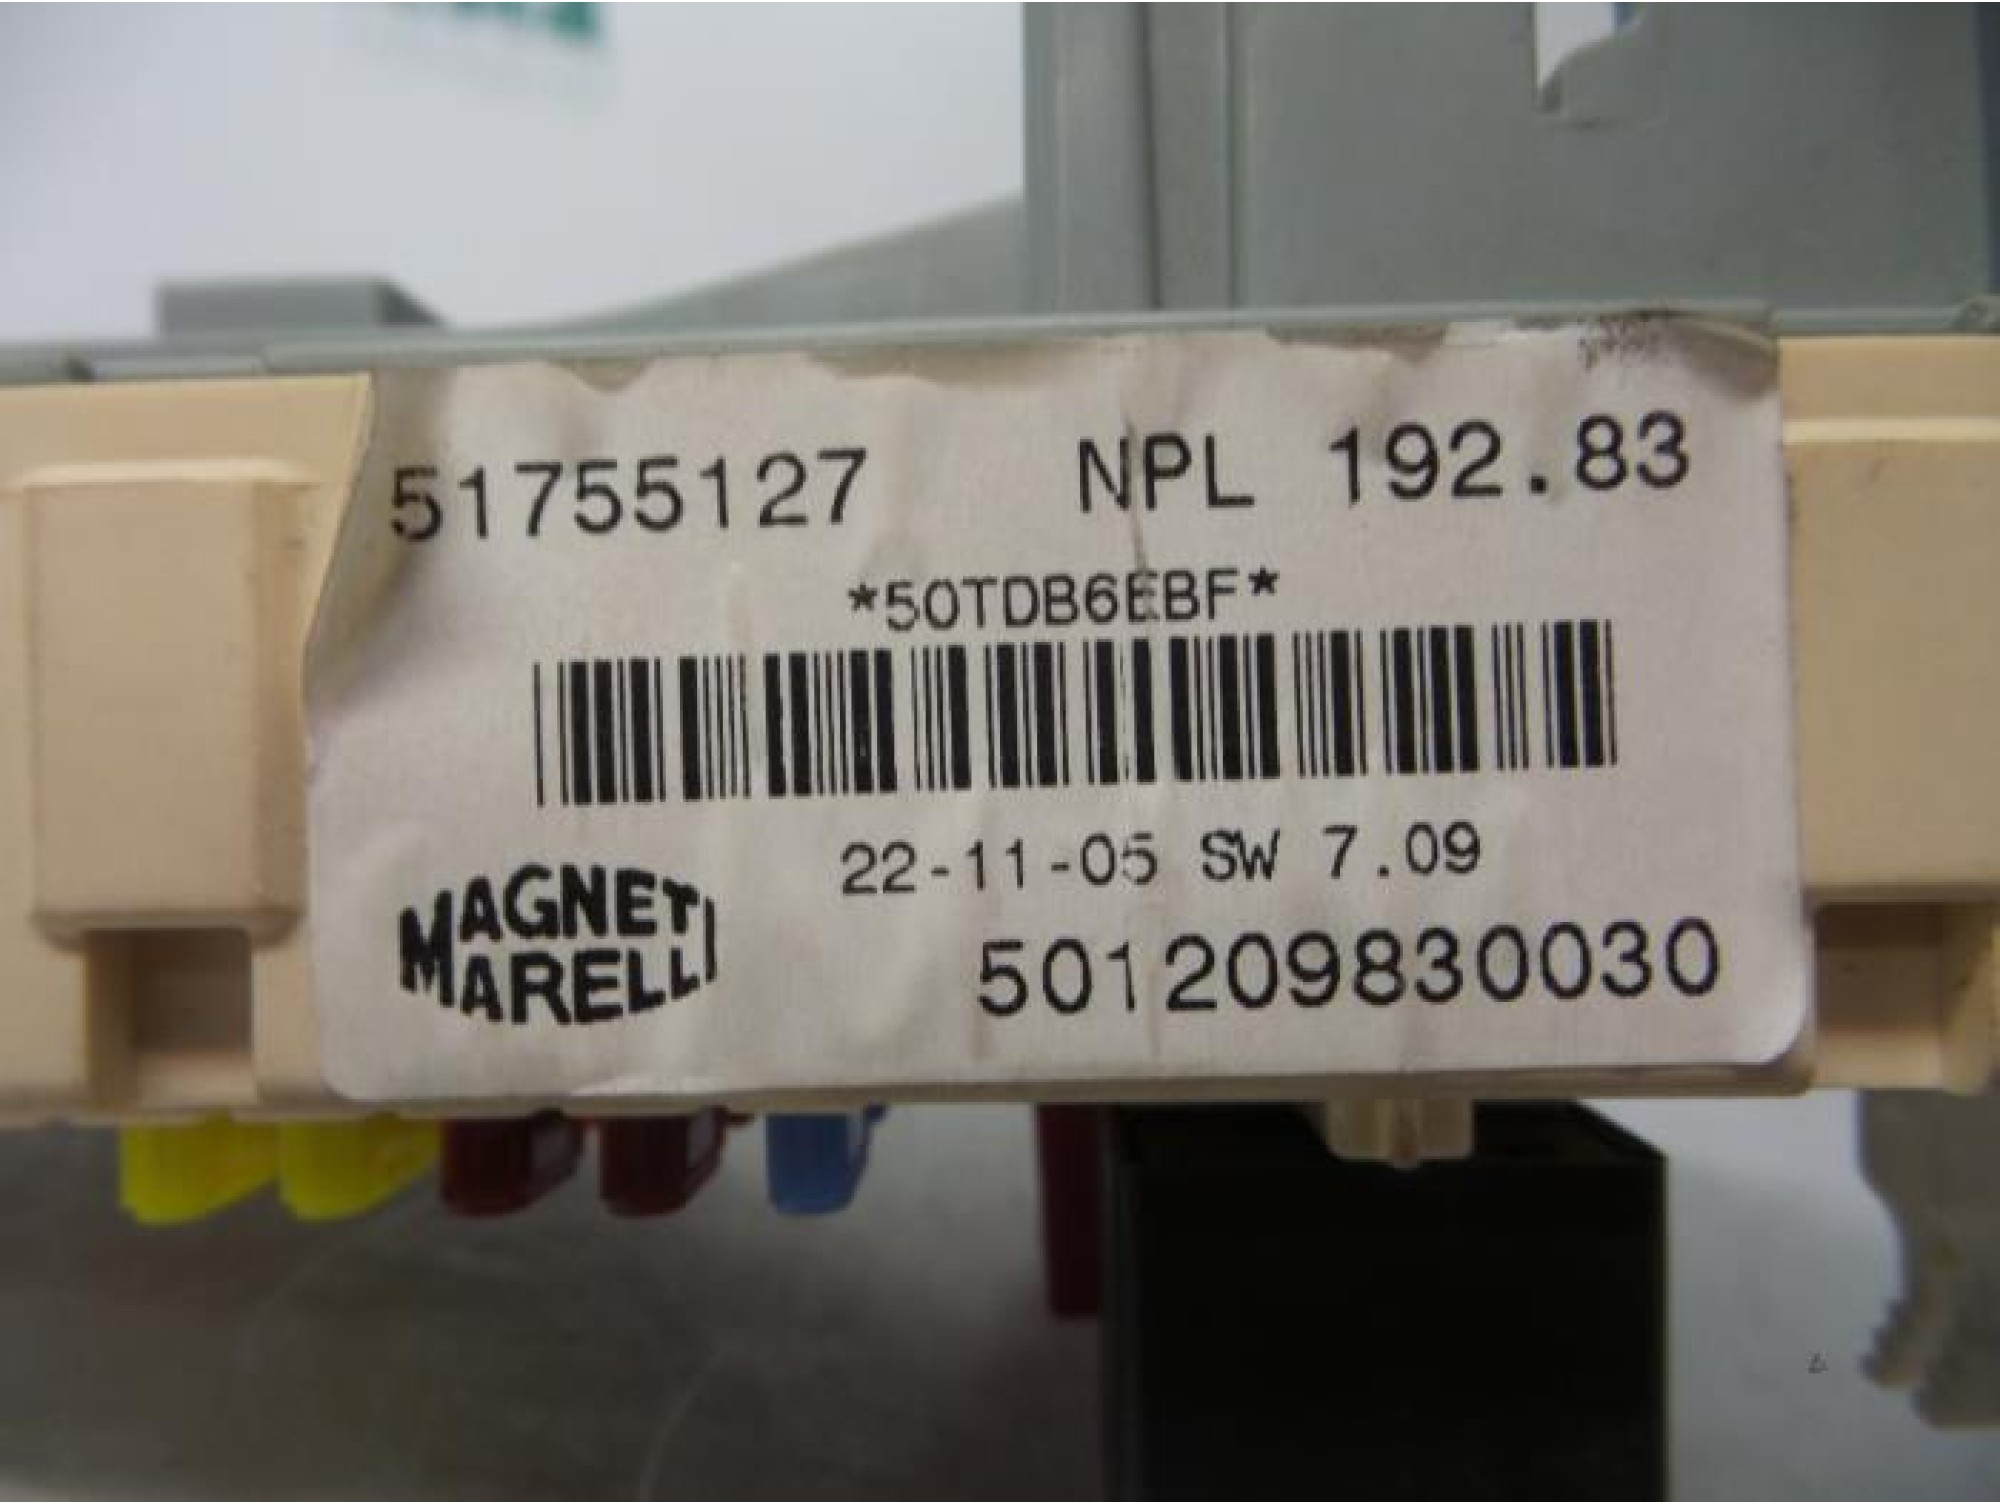 51755127 NPL 192.83
*50TDB6EBF*
22-11-05 SW 7.09
MAGNETI
MARELLI
501209830030